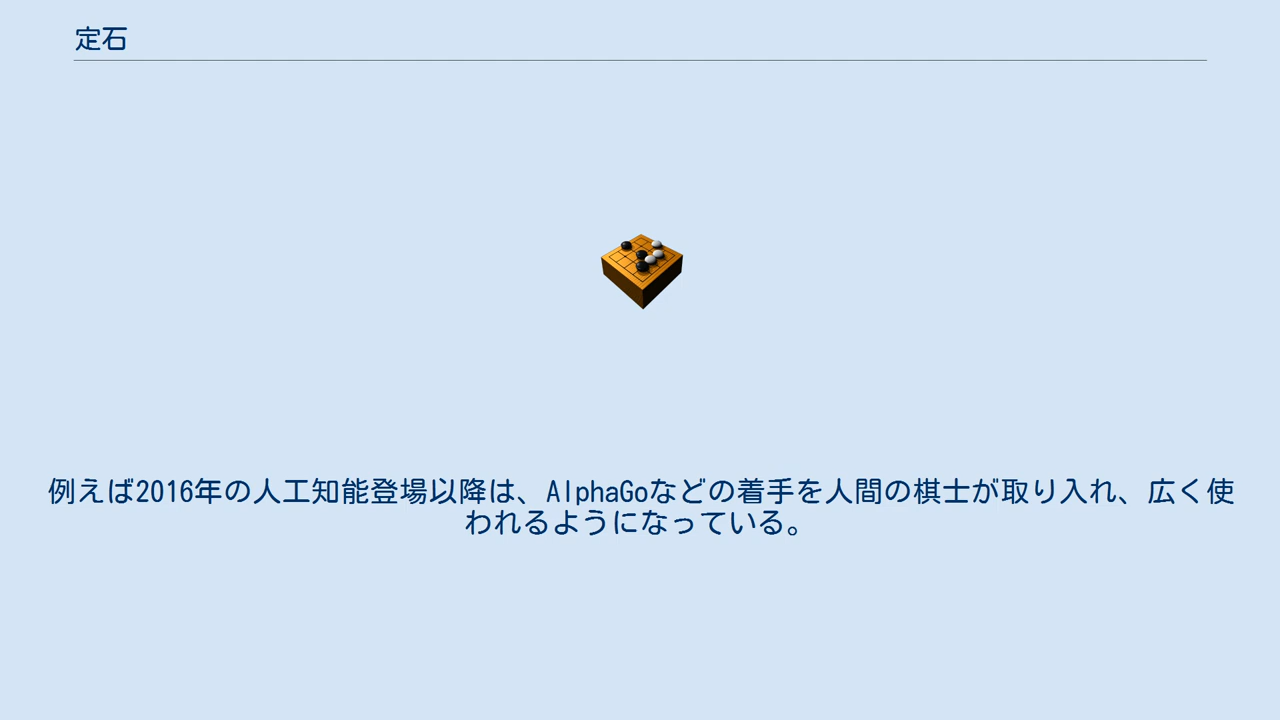 定石
例えば2016年の人工知能登場以降は、AlphaGoなどの着手を人間の棋士が取り入れ、広く使
われるようになっている。